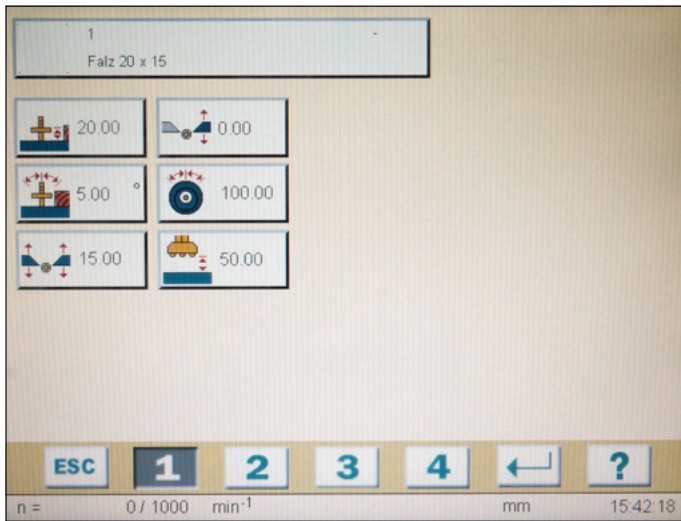 1 -
Falz 20 x 15
20.00 0.00
5.00 ° 100.00
15.00 50.00
ESC 1 2 3 4 ?
n = 0 / 1000 min-1 mm 15:42:18